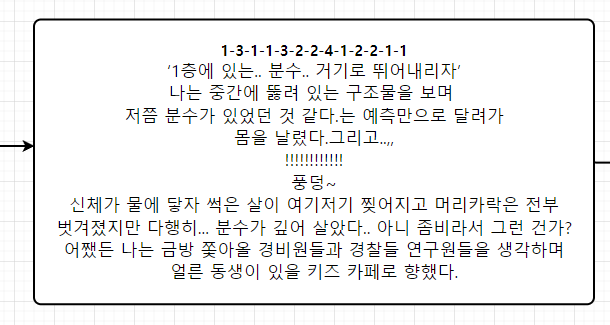 1-3-1-1-3-2-2-4-1-2-2-1-1
‘1층에 있는.. 분수.. 거기로 뛰어내리자’
나는 중간에 뚫려 있는 구조물을 보며
저쯤 분수가 있었던 것 같다.는 예측만으로 달려가
몸을 날렸다.그리고..,,
!!!!!!!!!!!!
풍덩~
신체가 물에 닿자 썩은 살이 여기저기 찢어지고 머리카락은 전부
벗겨졌지만 다행히... 분수가 깊어 살았다.. 아니 좀비라서 그런 건가?
어쨌든 나는 금방 쫓아올 경비원들과 경찰들 연구원들을 생각하며
얼른 동생이 있을 키즈 카페로 향했다.